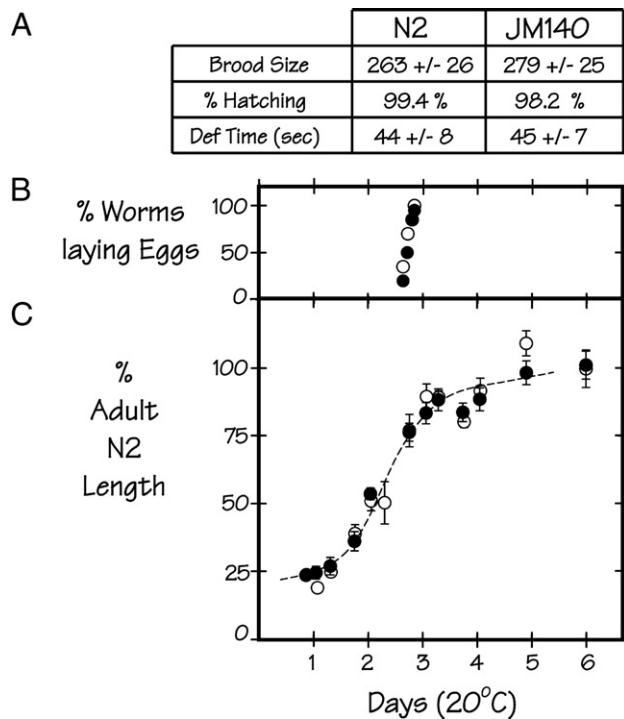 A
N2 JM140
Brood Size 263 +/- 26 279 +/- 25
% Hatching 99.4 % 98.2 %
Def Time (sec) 44 +/- 8 45 +/- 7
B
% Worms
laying Eggs
100
50
0
C
%
Adult
N2
Length
100
75
50
25
0
1 2 3 4 5 6
Days (20°C)